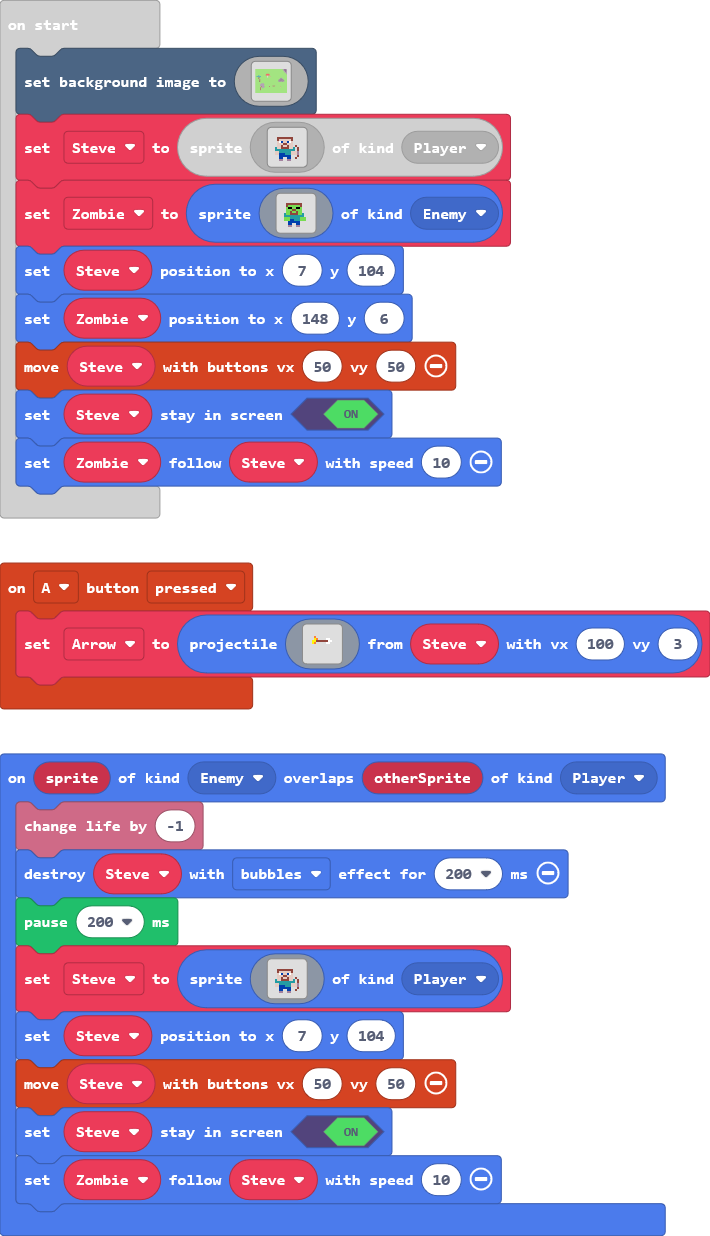 on start
set background image to
set Steve to sprite of kind Player
set Zombie to sprite of kind Enemy
set Steve position to x 7 y 104
set Zombie position to x 148 y 6
move Steve with buttons vx 50 vy 50
set Steve stay in screen ON
set Zombie follow Steve with speed 10
on A button pressed
set Arrow to projectile from Steve with vx 100 vy 3
on sprite of kind Enemy overlaps otherSprite of kind Player
change life by -1
destroy Steve with bubbles effect for 200 ms
pause 200 ms
set Steve to sprite of kind Player
set Steve position to x 7 y 104
move Steve with buttons vx 50 vy 50
set Steve stay in screen ON
set Zombie follow Steve with speed 10